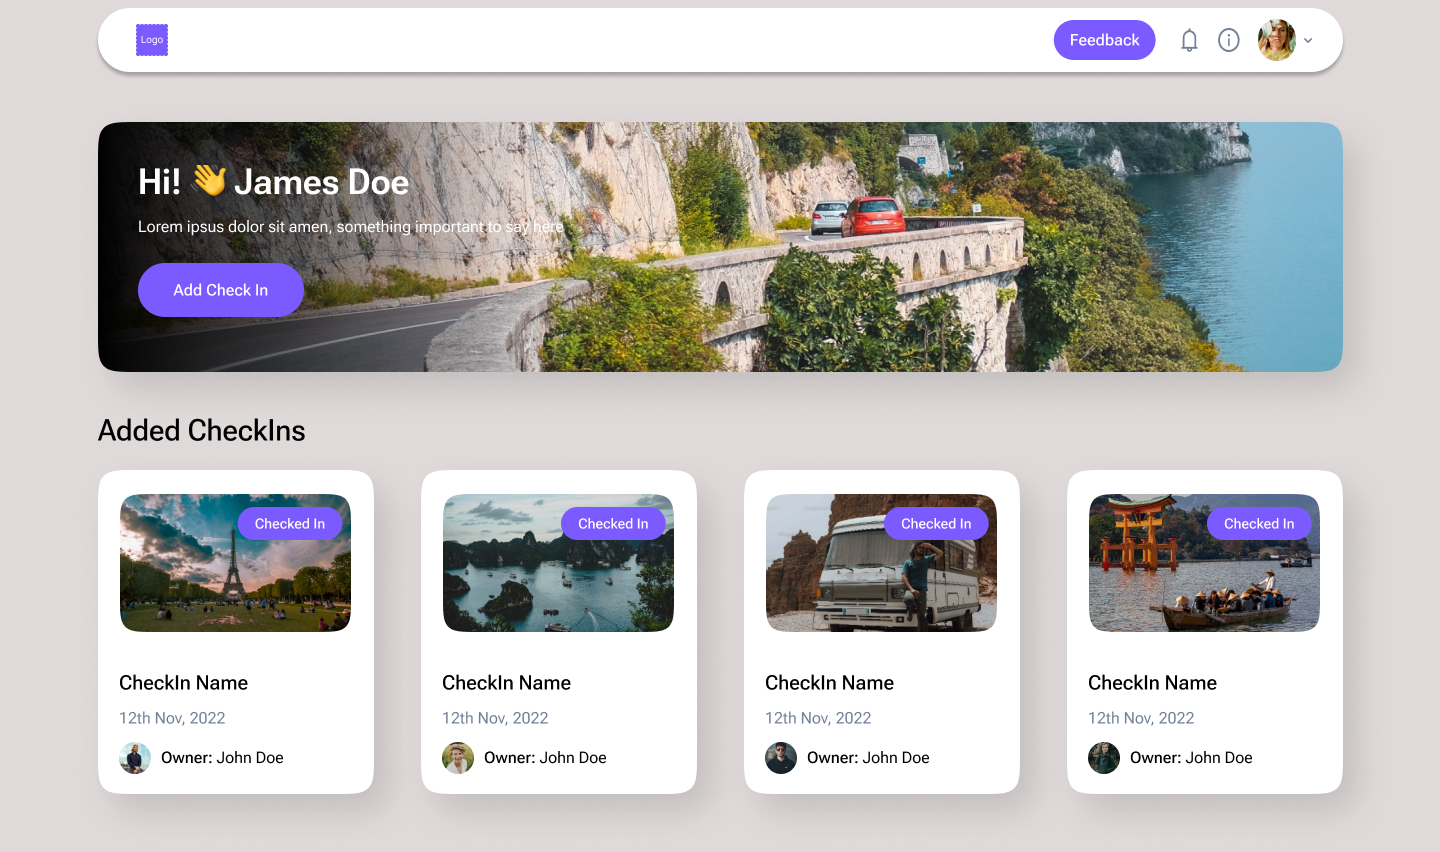 Logo
Feedback
Hi! 👋 James Doe
Lorem ipsus dolor sit amen, something important to say here
Add Check In
Added CheckIns
Checked In
Checked In
Checked In
Checked In
CheckIn Name
CheckIn Name
CheckIn Name
CheckIn Name
12th Nov, 2022
12th Nov, 2022
12th Nov, 2022
12th Nov, 2022
Owner: John Doe
Owner: John Doe
Owner: John Doe
Owner: John Doe